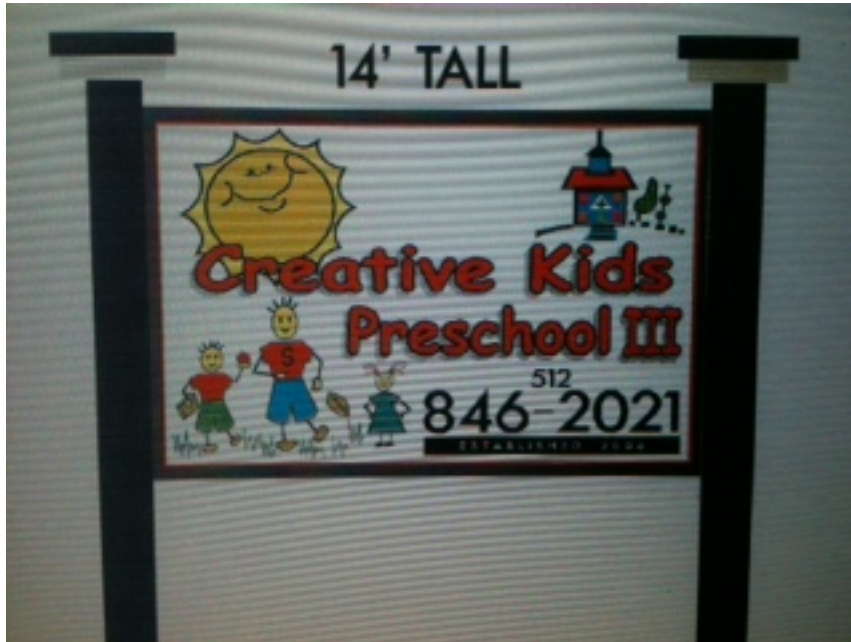 14' TALL
Creative Kids
Preschool III
512
846-2021
ESTABLISHED
S